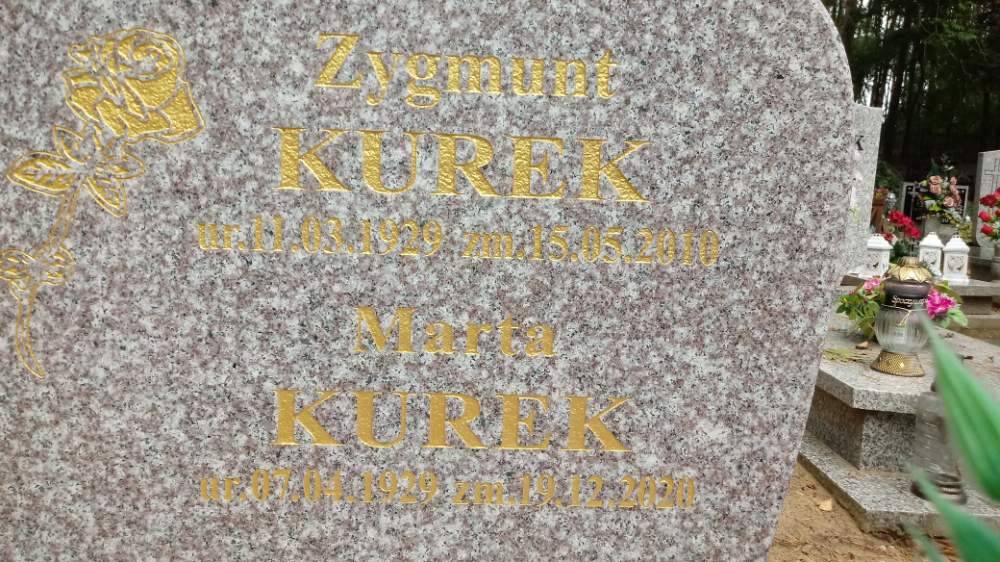 Zygmunt
KUREK
ur.11.03.1929 zm.15.05.2010
Marta
KUREK
ur.07.04.1929 zm.19.12.2020